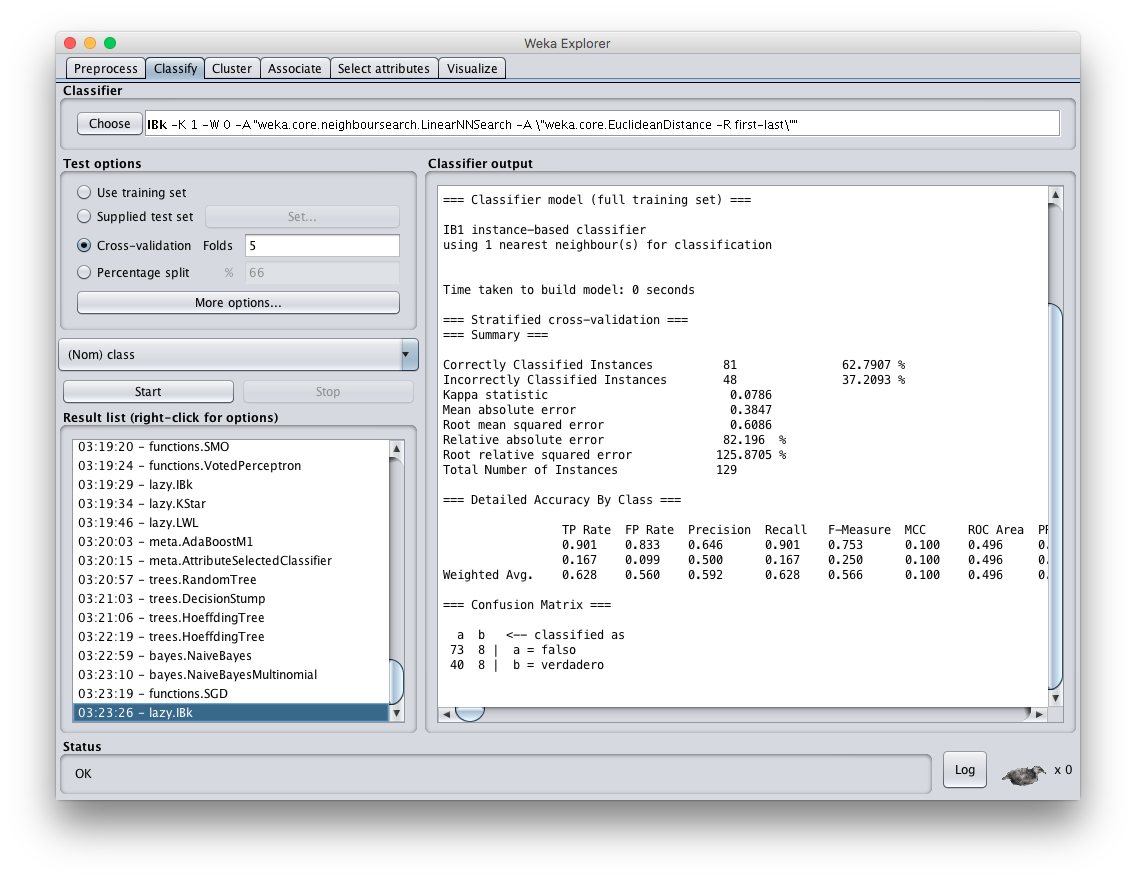 Weka Explorer
Preprocess Classify Cluster Associate Select attributes Visualize
Classifier
Choose IBk -K 1 -W 0 -A "weka.core.neighboursearch.LinearNNSearch -A \"weka.core.EuclideanDistance -R first-last\""
Test options
Use training set
Supplied test set Set...
Cross-validation Folds 5
Percentage split % 66
More options...
(Nom) class
Start Stop
Result list (right-click for options)
03:19:20 - functions.SMO
03:19:24 - functions.VotedPerceptron
03:19:29 - lazy.IBk
03:19:34 - lazy.KStar
03:19:46 - lazy.LWL
03:20:03 - meta.AdaBoostM1
03:20:15 - meta.AttributeSelectedClassifier
03:20:57 - trees.RandomTree
03:21:03 - trees.DecisionStump
03:21:06 - trees.HoeffdingTree
03:22:19 - trees.HoeffdingTree
03:22:59 - bayes.NaiveBayes
03:23:10 - bayes.NaiveBayesMultinomial
03:23:19 - functions.SGD
03:23:26 - lazy.IBk
Classifier output
=== Classifier model (full training set) ===
IB1 instance-based classifier
using 1 nearest neighbour(s) for classification
Time taken to build model: 0 seconds
=== Stratified cross-validation ===
=== Summary ===
Correctly Classified Instances 81 62.7907 %
Incorrectly Classified Instances 48 37.2093 %
Kappa statistic 0.0786
Mean absolute error 0.3847
Root mean squared error 0.6086
Relative absolute error 82.196 %
Root relative squared error 125.8705 %
Total Number of Instances 129
=== Detailed Accuracy By Class ===
TP Rate FP Rate Precision Recall F-Measure MCC ROC Area
0.901 0.833 0.646 0.901 0.753 0.100 0.496 0.
0.167 0.099 0.500 0.167 0.250 0.100 0.496 0.
Weighted Avg. 0.628 0.560 0.592 0.628 0.566 0.100 0.496 0.
=== Confusion Matrix ===
a b <-- classified as
73 8 | a = falso
40 8 | b = verdadero
Status
OK
Log x 0